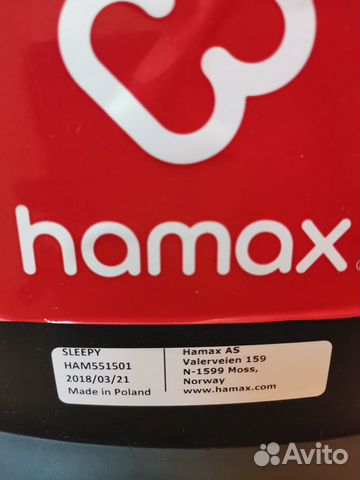 hamax
SLEEPY
HAM551501
2018/03/21
Made in Poland
Hamax AS
Valerveien 159
N-1599 Moss,
Norway
www.hamax.com
Avito